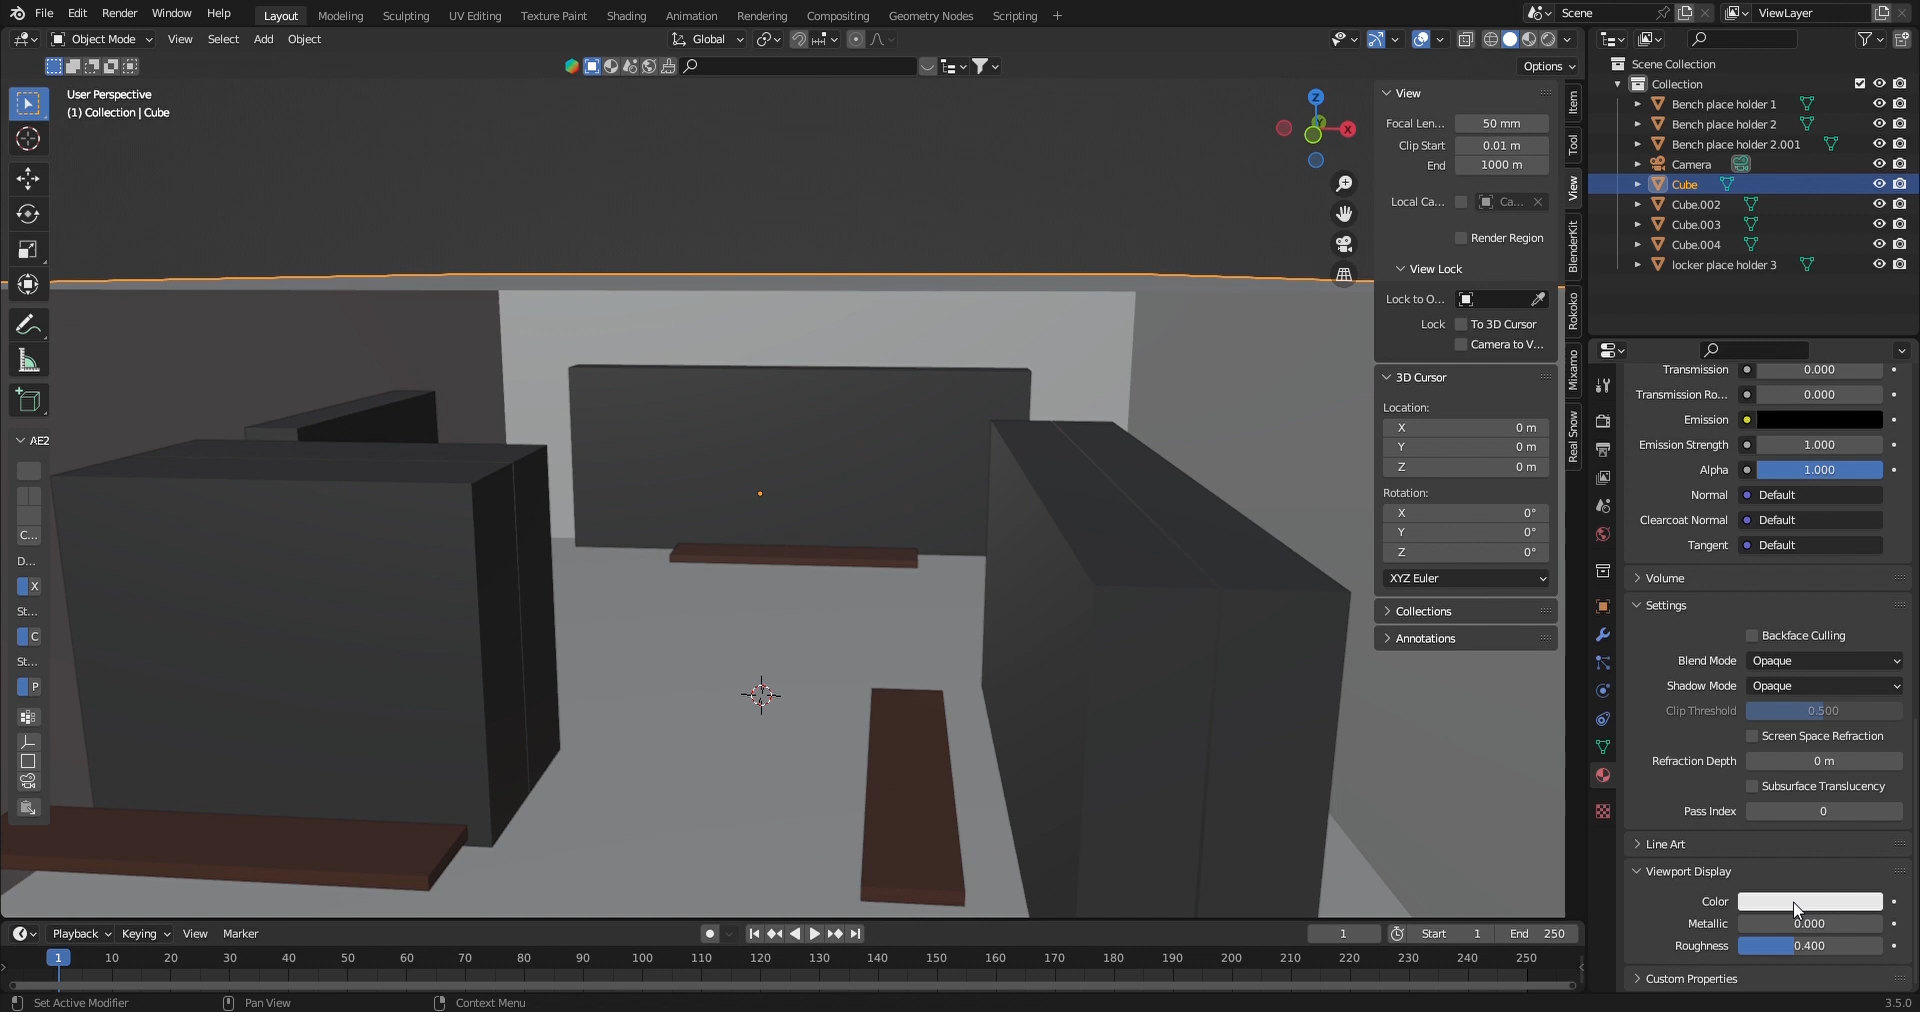 File Edit Render Window Help Layout Modeling Sculpting UV Editing Texture Paint Shading Animation Rendering Compositing Geometry Nodes Scripting + Scene ViewLayer
Object Mode View Select Add Object Global
Options
User Perspective
(1) Collection | Cube
Z
X
Y
AE2
C...
D...
X
St...
C
St...
P
View
Focal Len... 50 mm
Clip Start 0.01 m
End 1000 m
Local Ca... Ca...
Render Region
View Lock
Lock to O...
Lock To 3D Cursor
Camera to V...
3D Cursor
Location:
X 0 m
Y 0 m
Z 0 m
Rotation:
X 0°
Y 0°
Z 0°
XYZ Euler
Collections
Annotations
Item
Tool
View
BlenderKit
Rokoko
Mixamo
Real Snow
Scene Collection
Collection
Bench place holder 1
Bench place holder 2
Bench place holder 2.001
Camera
Cube
Cube.002
Cube.003
Cube.004
locker place holder 3
Transmission 0.000
Transmission Ro... 0.000
Emission
Emission Strength 1.000
Alpha 1.000
Normal Default
Clearcoat Normal Default
Tangent Default
Volume
Settings
Backface Culling
Blend Mode Opaque
Shadow Mode Opaque
Clip Threshold 0.500
Screen Space Refraction
Refraction Depth 0 m
Subsurface Translucency
Pass Index 0
Line Art
Viewport Display
Color
Metallic 0.000
Roughness 0.400
Custom Properties
Playback Keying View Marker 1 Start 1 End 250
1 10 20 30 40 50 60 70 80 90 100 110 120 130 140 150 160 170 180 190 200 210 220 230 240 250
Set Active Modifier Pan View Context Menu 3.5.0